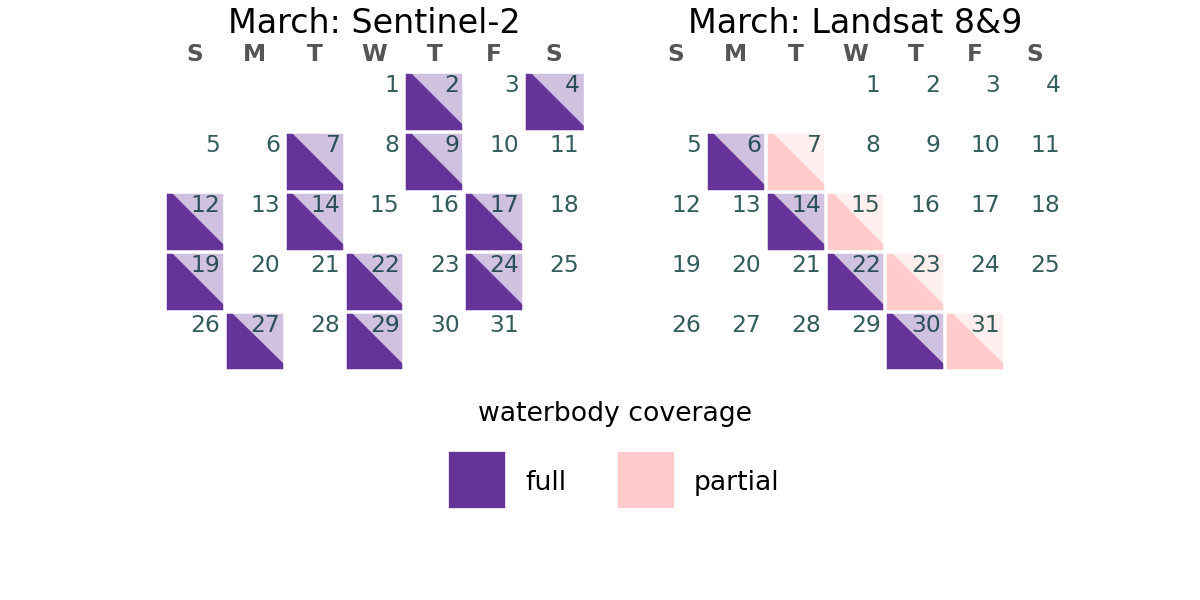 March: Sentinel-2
S M T W T F S
1 2 3 4
5 6 7 8 9 10 11
12 13 14 15 16 17 18
19 20 21 22 23 24 25
26 27 28 29 30 31
March: Landsat 8&9
S M T W T F S
1 2 3 4
5 6 7 8 9 10 11
12 13 14 15 16 17 18
19 20 21 22 23 24 25
26 27 28 29 30 31
waterbody coverage
full partial